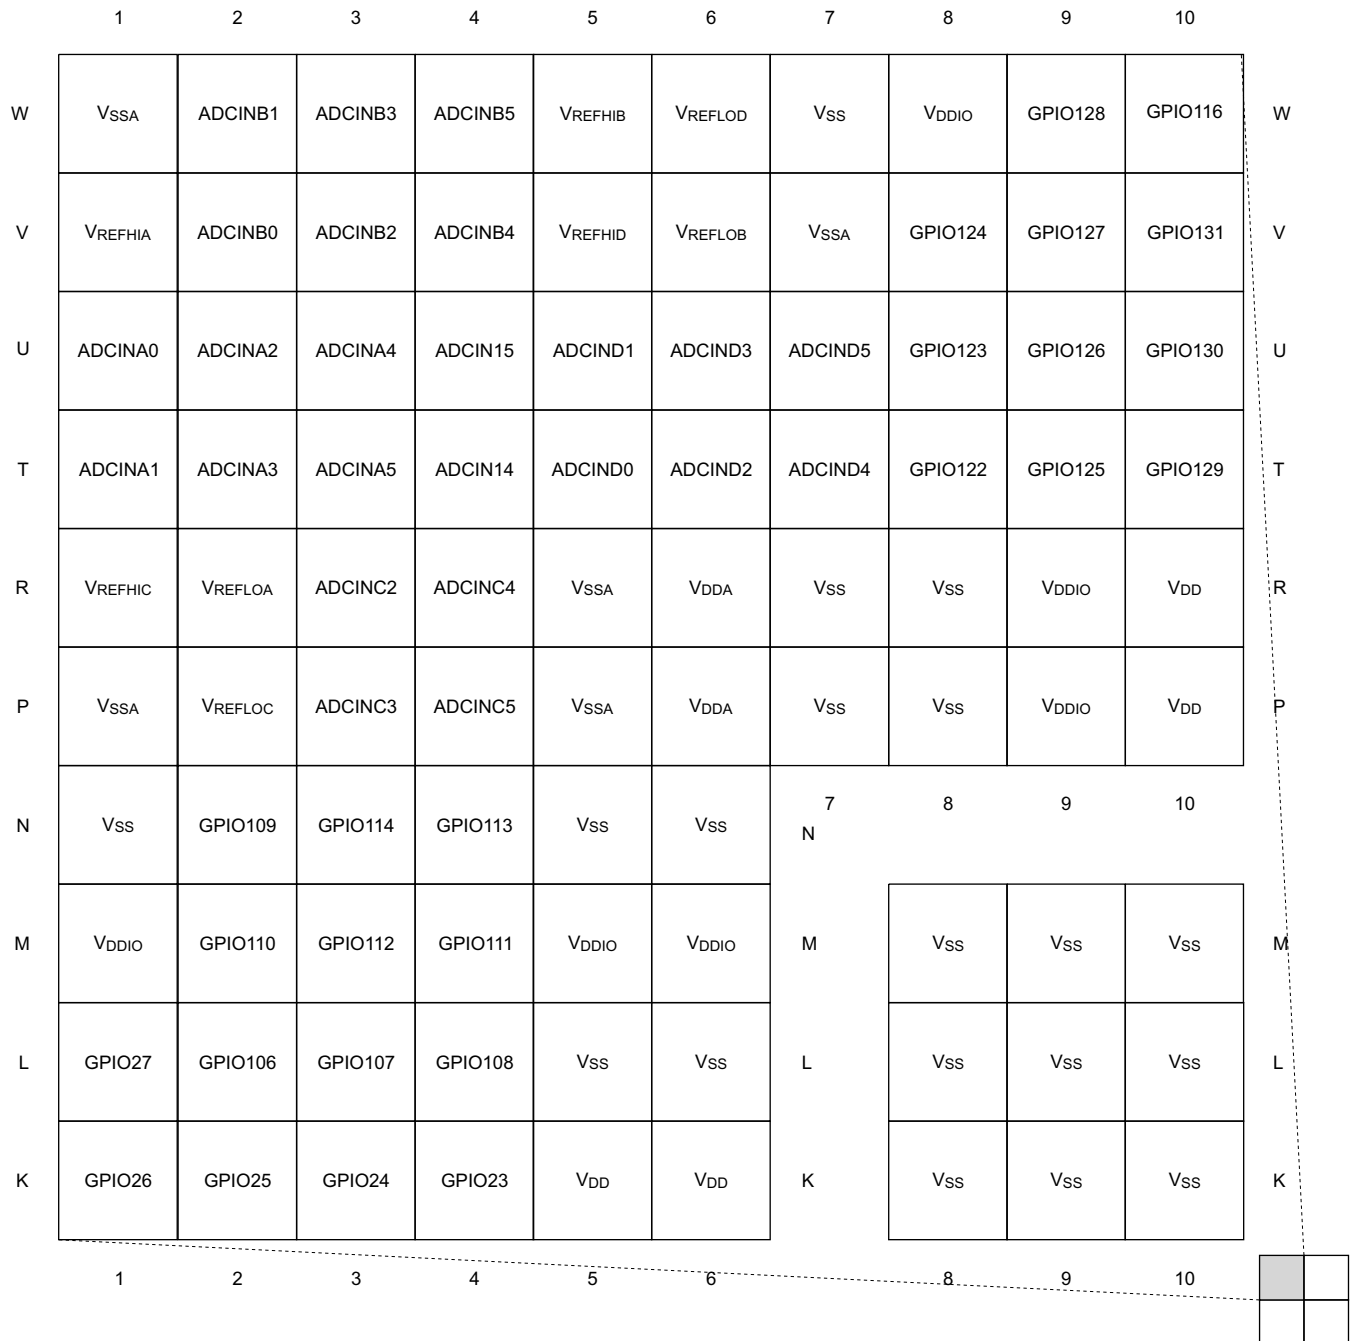 1 2 3 4 5 6 7 8 9 10
W VSSA ADCINB1 ADCINB3 ADCINB5 VREFHIB VREFLOD VSS VDDIO GPIO128 GPIO116 W
V VREFHIA ADCINB0 ADCINB2 ADCINB4 VREFHID VREFLOB VSSA GPIO124 GPIO127 GPIO131 V
U ADCINA0 ADCINA2 ADCINA4 ADCIN15 ADCIND1 ADCIND3 ADCIND5 GPIO123 GPIO126 GPIO130 U
T ADCINA1 ADCINA3 ADCINA5 ADCIN14 ADCIND0 ADCIND2 ADCIND4 GPIO122 GPIO125 GPIO129 T
R VREFHIC VREFLOA ADCINC2 ADCINC4 VSSA VDDA VSS VSS VDDIO VDD R
P VSSA VREFLOC ADCINC3 ADCINC5 VSSA VDDA VSS VSS VDDIO VDD P
7 8 9 10
N VSS GPIO109 GPIO114 GPIO113 VSS VSS N
M VDDIO GPIO110 GPIO112 GPIO111 VDDIO VDDIO M VSS VSS VSS M
L GPIO27 GPIO106 GPIO107 GPIO108 VSS VSS L VSS VSS VSS L
K GPIO26 GPIO25 GPIO24 GPIO23 VDD VDD K VSS VSS VSS K
1 2 3 4 5 6 8 9 10